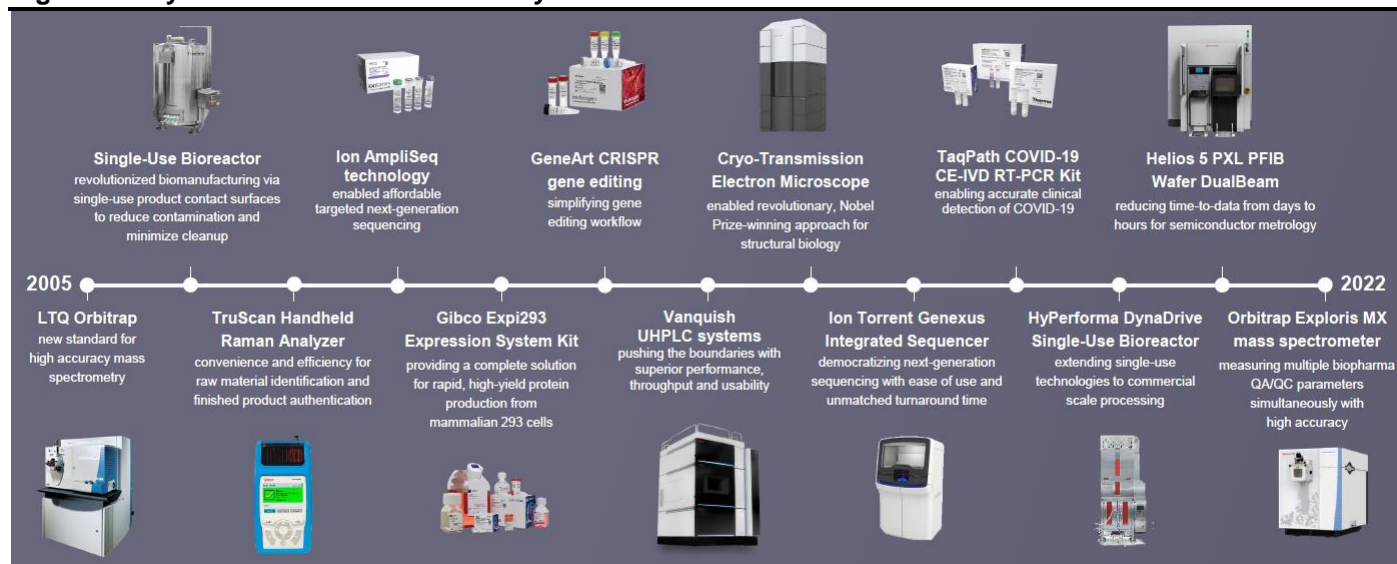 Single-Use Bioreactor
revolutionized biomanufacturing via
single-use product contact surfaces
to reduce contamination and
minimize cleanup
Ion AmpliSeq
technology
enabled affordable
targeted next-generation
sequencing
GeneArt CRISPR
gene editing
simplifying gene
editing workflow
Cryo-Transmission
Electron Microscope
enabled revolutionary, Nobel
Prize-winning approach for
structural biology
TaqPath COVID-19
CE-IVD RT-PCR Kit
enabling accurate clinical
detection of COVID-19
Helios 5 PXL PFIB
Wafer DualBeam
reducing time-to-data from days to
hours for semiconductor metrology
2005
2022
LTQ Orbitrap
new standard for
high accuracy mass
spectrometry
TruScan Handheld
Raman Analyzer
convenience and efficiency for
raw material identification and
finished product authentication
Gibco Expi293
Expression System Kit
providing a complete solution
for rapid, high-yield protein
production from
mammalian 293 cells
Vanquish
UHPLC systems
pushing the boundaries with
superior performance,
throughput and usability
Ion Torrent Genexus
Integrated Sequencer
democratizing next-generation
sequencing with ease of use and
unmatched turnaround time
HyPerforma DynaDrive
Single-Use Bioreactor
extending single-use
technologies to commercial
scale processing
Orbitrap Exploris MX
mass spectrometer
measuring multiple biopharma
QA/QC parameters
simultaneously with
high accuracy